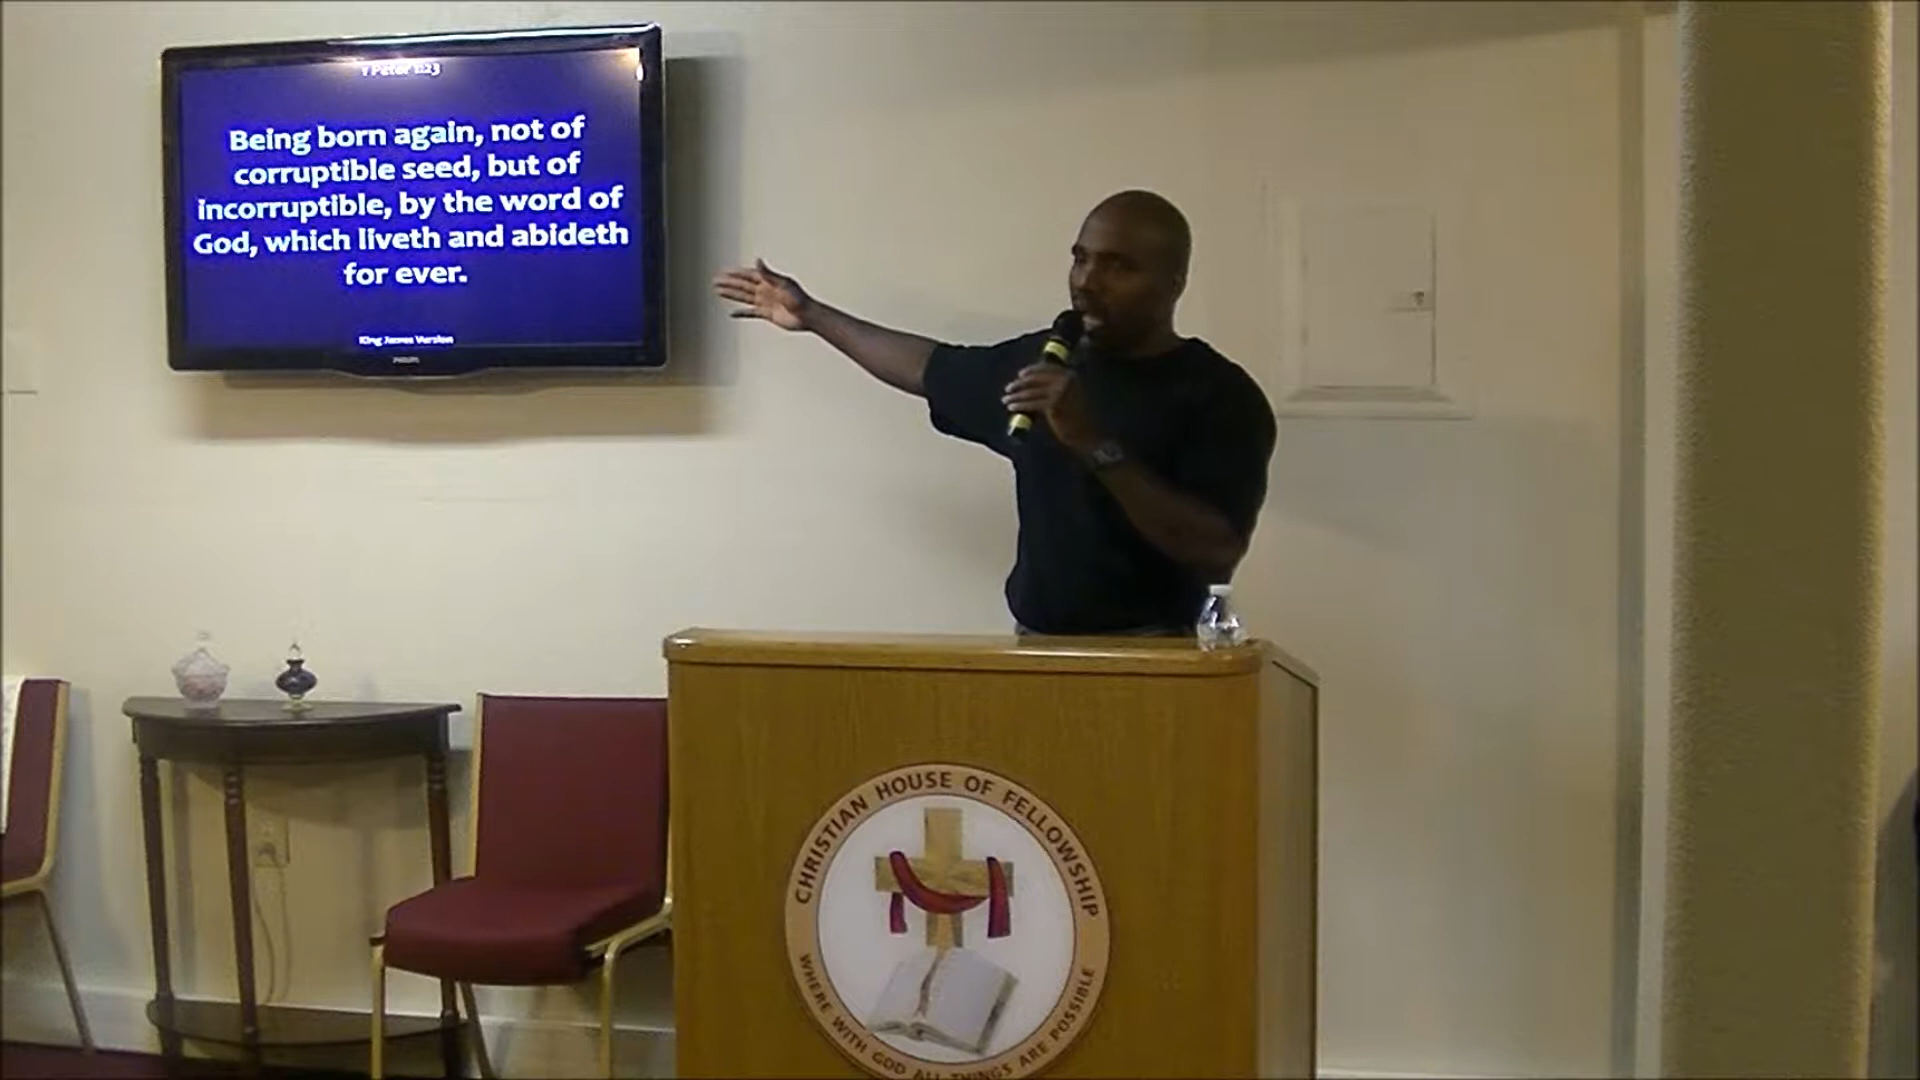 1 Peter 1:23
Being born again, not of
corruptible seed, but of
incorruptible, by the word of
God, which liveth and abideth
for ever.
King James Version
PHILIPS
CHRISTIAN HOUSE OF FELLOWSHIP
WHERE WITH GOD ALL THINGS ARE POSSIBLE